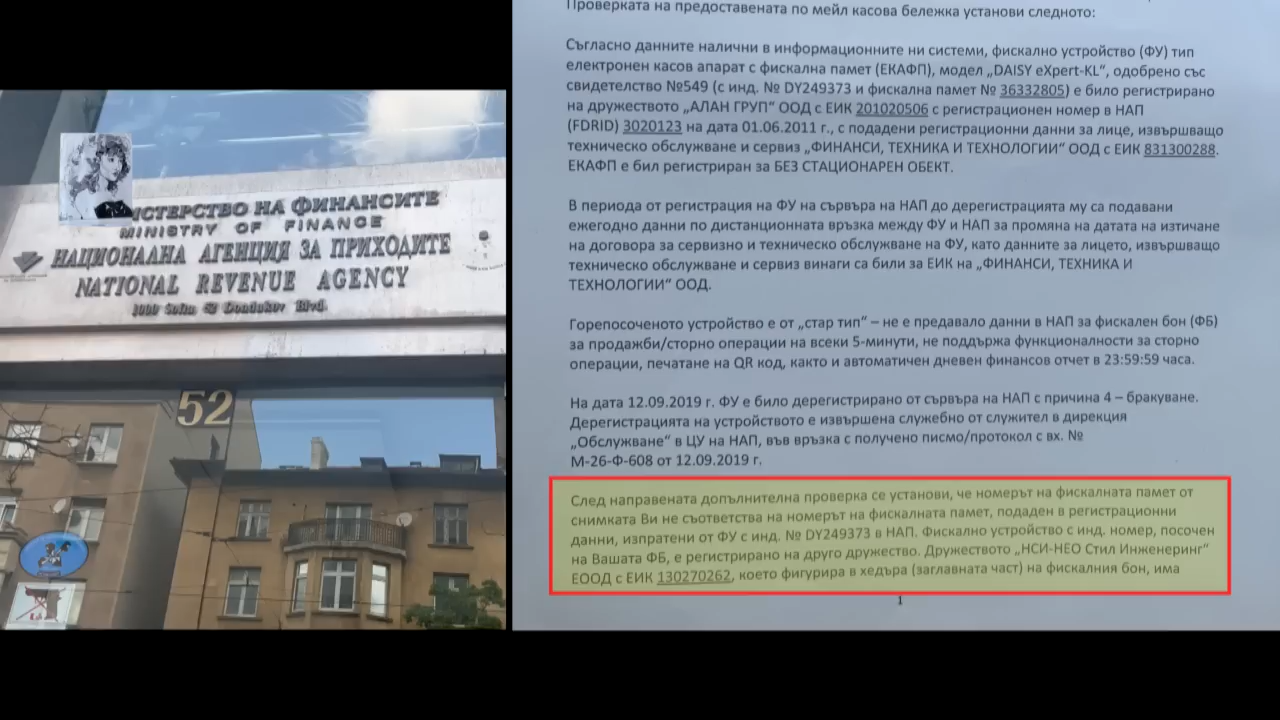 ИСТЕРСТВО НА ФИНАНСИТЕ
MINISTRY OF FINANCE
НАЦИОНАЛНА АГЕНЦИЯ ЗА ПРИХОДИТЕ
NATIONAL REVENUE AGENCY
1000 Sofia 52 Dondukov Blvd.
52
Проверката на предоставената по мейл касова бележка установи следното:
Съгласно данните налични в информационните ни системи, фискално устройство (ФУ) тип
електронен касов апарат с фискална памет (ЕКАФП), модел „DAISY eXpert-KL“, одобрено със
свидетелство №549 (с инд. № DY249373 и фискална памет № 36332805) е било регистрирано
на дружеството „АЛАН ГРУП“ ООД с ЕИК 201020506 с регистрационен номер в НАП
(FDRID) 3020123 на дата 01.06.2011 г., с подадени регистрационни данни за лице, извършващо
техническо обслужване и сервиз „ФИНАНСИ, ТЕХНИКА И ТЕХНОЛОГИИ“ ООД с ЕИК 831300288.
ЕКАФП е бил регистриран за БЕЗ СТАЦИОНАРЕН ОБЕКТ.
В периода от регистрация на ФУ на сървъра на НАП до дерегистрацията му са подавани
ежегодно данни по дистанционната връзка между ФУ и НАП за промяна на датата на изтичане
на договора за сервизно и техническо обслужване на ФУ, като данните за лицето, извършващо
техническо обслужване и сервиз винаги са били за ЕИК на „ФИНАНСИ, ТЕХНИКА И
ТЕХНОЛОГИИ“ ООД.
Горепосоченото устройство е от „стар тип“ – не е предавало данни в НАП за фискален бон (ФБ)
за продажби/сторно операции на всеки 5-минути, не поддържа функционалности за сторно
операции, печатане на QR код, както и автоматичен дневен финансов отчет в 23:59:59 часа.
На дата 12.09.2019 г. ФУ е било дерегистрирано от сървъра на НАП с причина 4 – бракуване.
Дерегистрацията на устройството е извършена служебно от служител в дирекция
„Обслужване“ в ЦУ на НАП, във връзка с получено писмо/протокол с вх. №
М-26-Ф-608 от 12.09.2019 г.
След направената допълнителна проверка се установи, че номерът на фискалната памет от
снимката Ви не съответства на номерът на фискалната памет, подаден в регистрационни
данни, изпратени от ФУ с инд. № DY249373 в НАП. Фискално устройство с инд. номер, посочен
на Вашата ФБ, е регистрирано на друго дружество. Дружеството „НСИ-НЕО Стил Инженеринг“
ЕООД с ЕИК 130270262, което фигурира в хедъра (заглавната част) на фискалния бон, има
1